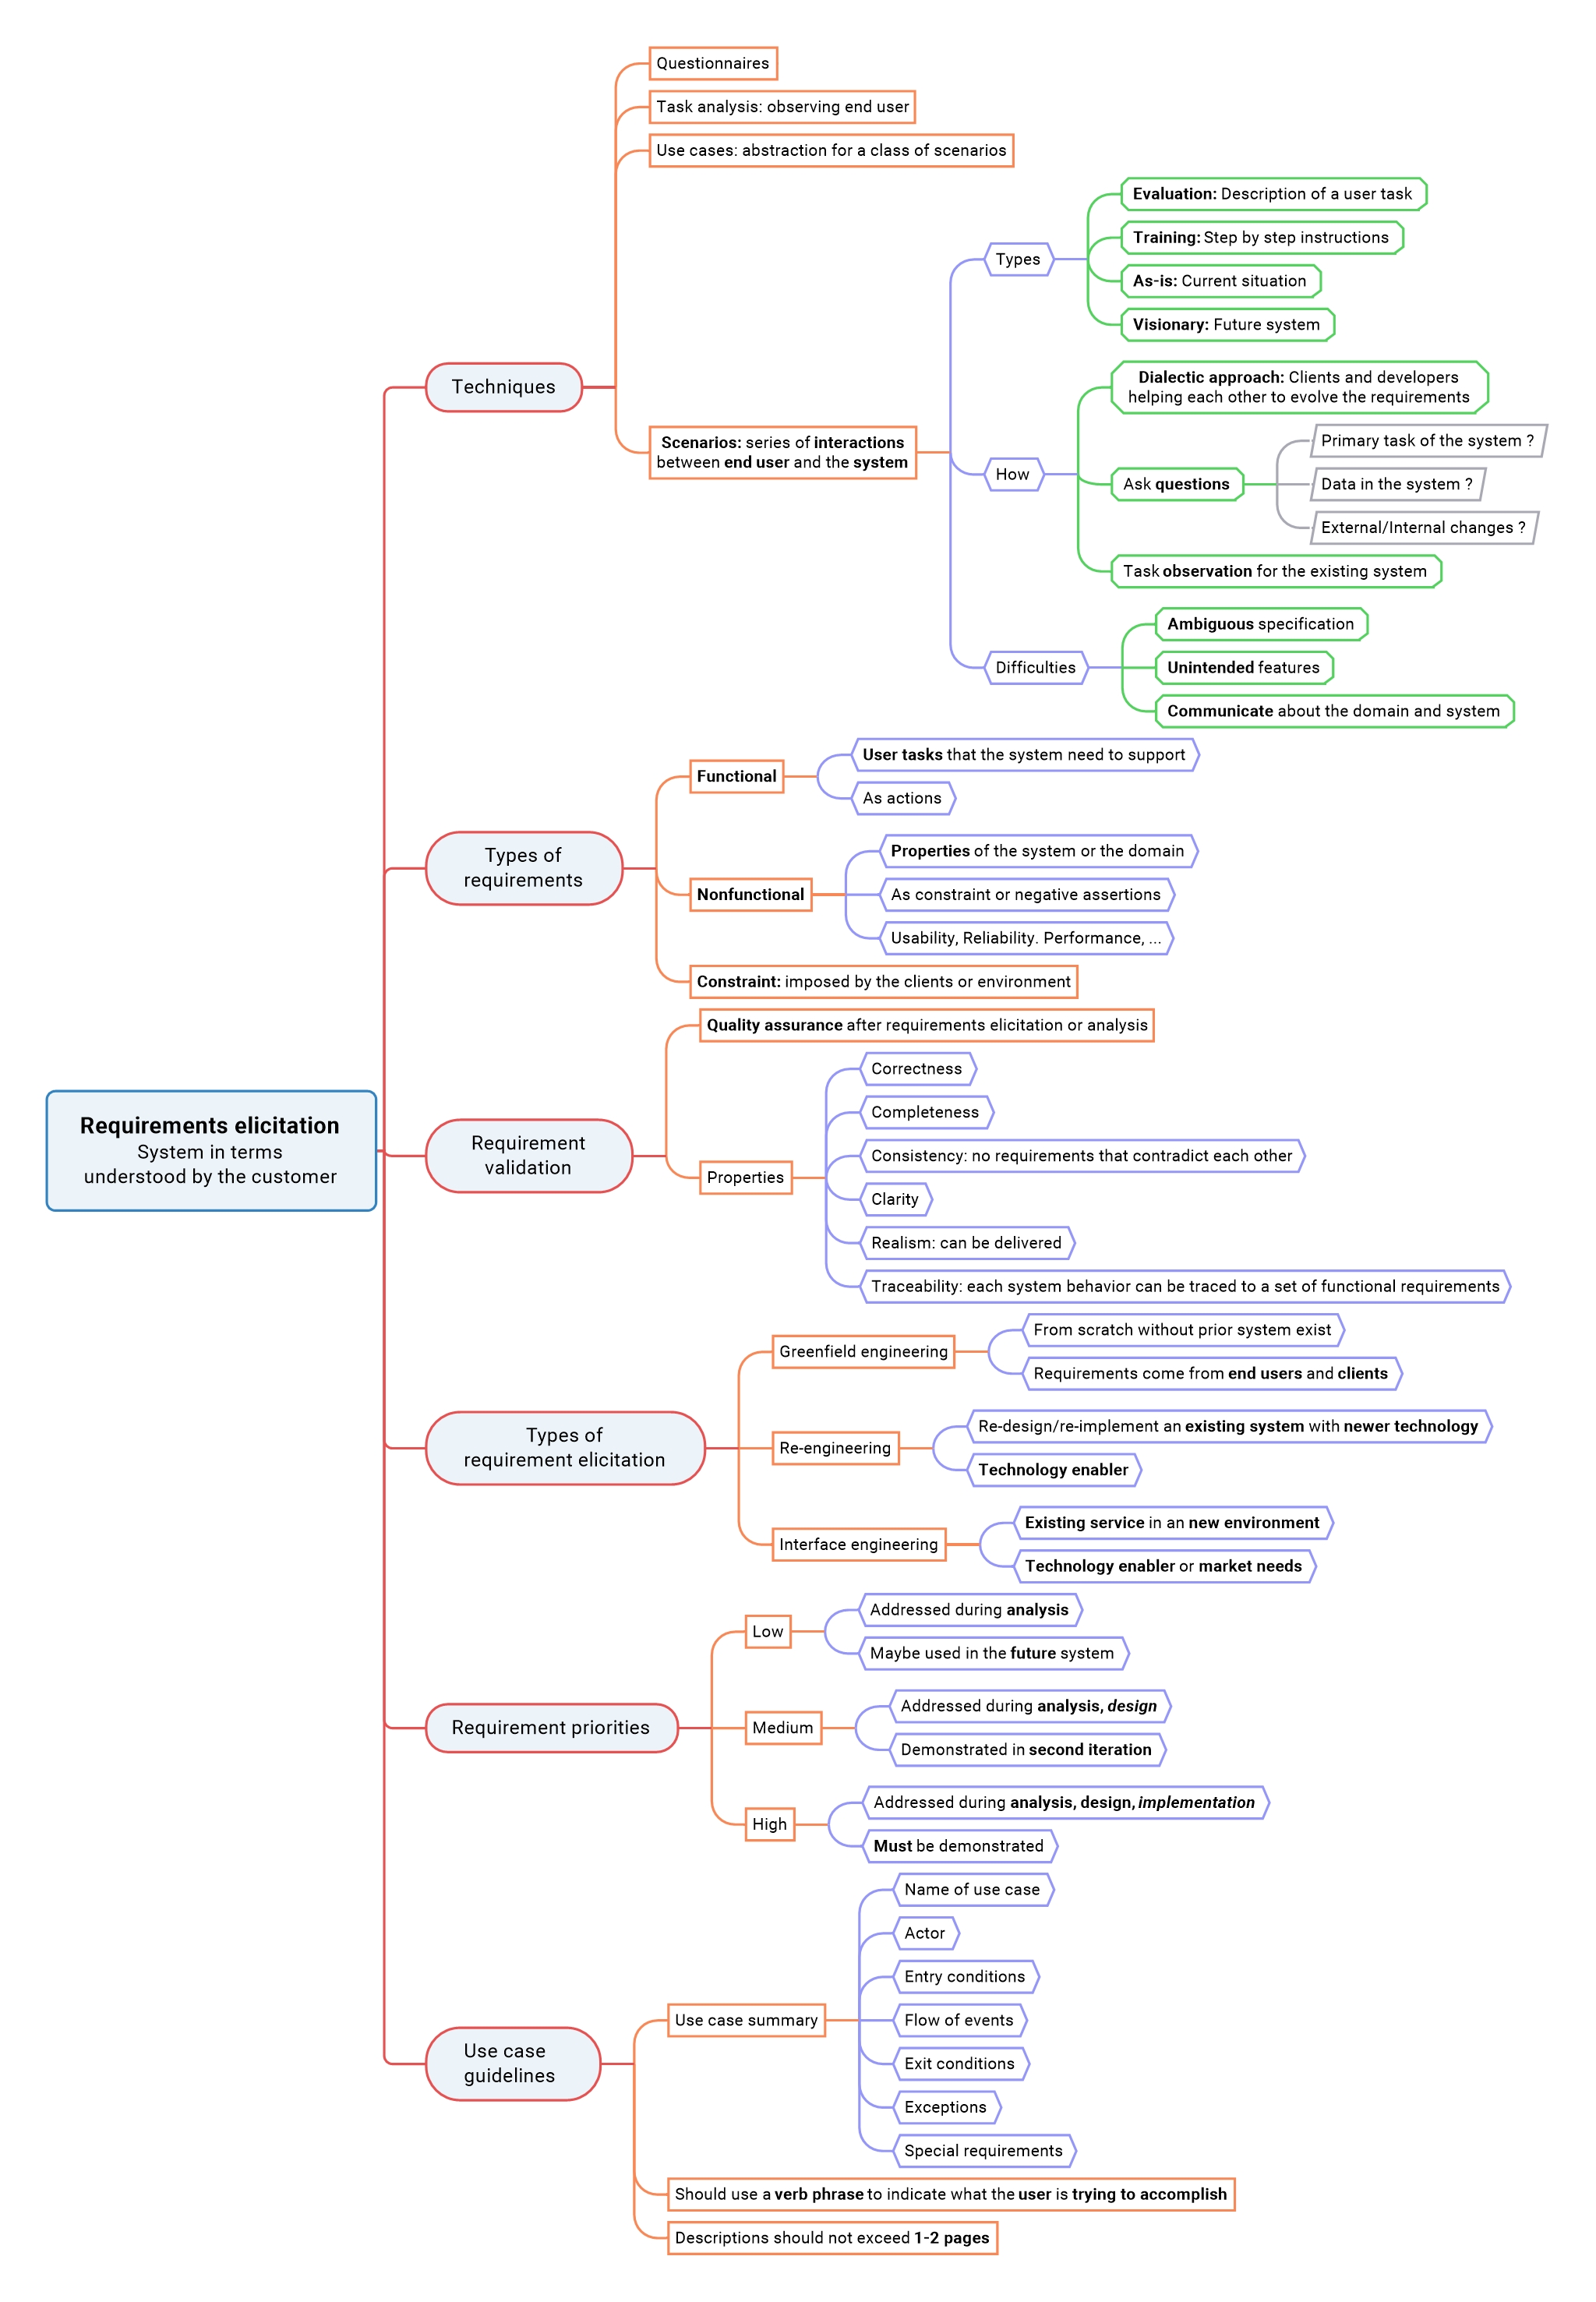 Requirements elicitation
System in terms
understood by the customer
Techniques
Questionnaires
Task analysis: observing end user
Use cases: abstraction for a class of scenarios
Scenarios: series of interactions
between end user and the system
Types
Evaluation: Description of a user task
Training: Step by step instructions
As-is: Current situation
Visionary: Future system
How
Dialectic approach: Clients and developers
helping each other to evolve the requirements
Ask questions
Primary task of the system ?
Data in the system ?
External/Internal changes ?
Task observation for the existing system
Difficulties
Ambiguous specification
Unintended features
Communicate about the domain and system
Types of
requirements
Functional
User tasks that the system need to support
As actions
Nonfunctional
Properties of the system or the domain
As constraint or negative assertions
Usability, Reliability. Performance, ...
Constraint: imposed by the clients or environment
Requirement
validation
Quality assurance after requirements elicitation or analysis
Properties
Correctness
Completeness
Consistency: no requirements that contradict each other
Clarity
Realism: can be delivered
Traceability: each system behavior can be traced to a set of functional requirements
Types of
requirement elicitation
Greenfield engineering
From scratch without prior system exist
Requirements come from end users and clients
Re-engineering
Re-design/re-implement an existing system with newer technology
Technology enabler
Interface engineering
Existing service in an new environment
Technology enabler or market needs
Requirement priorities
Low
Addressed during analysis
Maybe used in the future system
Medium
Addressed during analysis, design
Demonstrated in second iteration
High
Addressed during analysis, design, implementation
Must be demonstrated
Use case
guidelines
Use case summary
Name of use case
Actor
Entry conditions
Flow of events
Exit conditions
Exceptions
Special requirements
Should use a verb phrase to indicate what the user is trying to accomplish
Descriptions should not exceed 1-2 pages